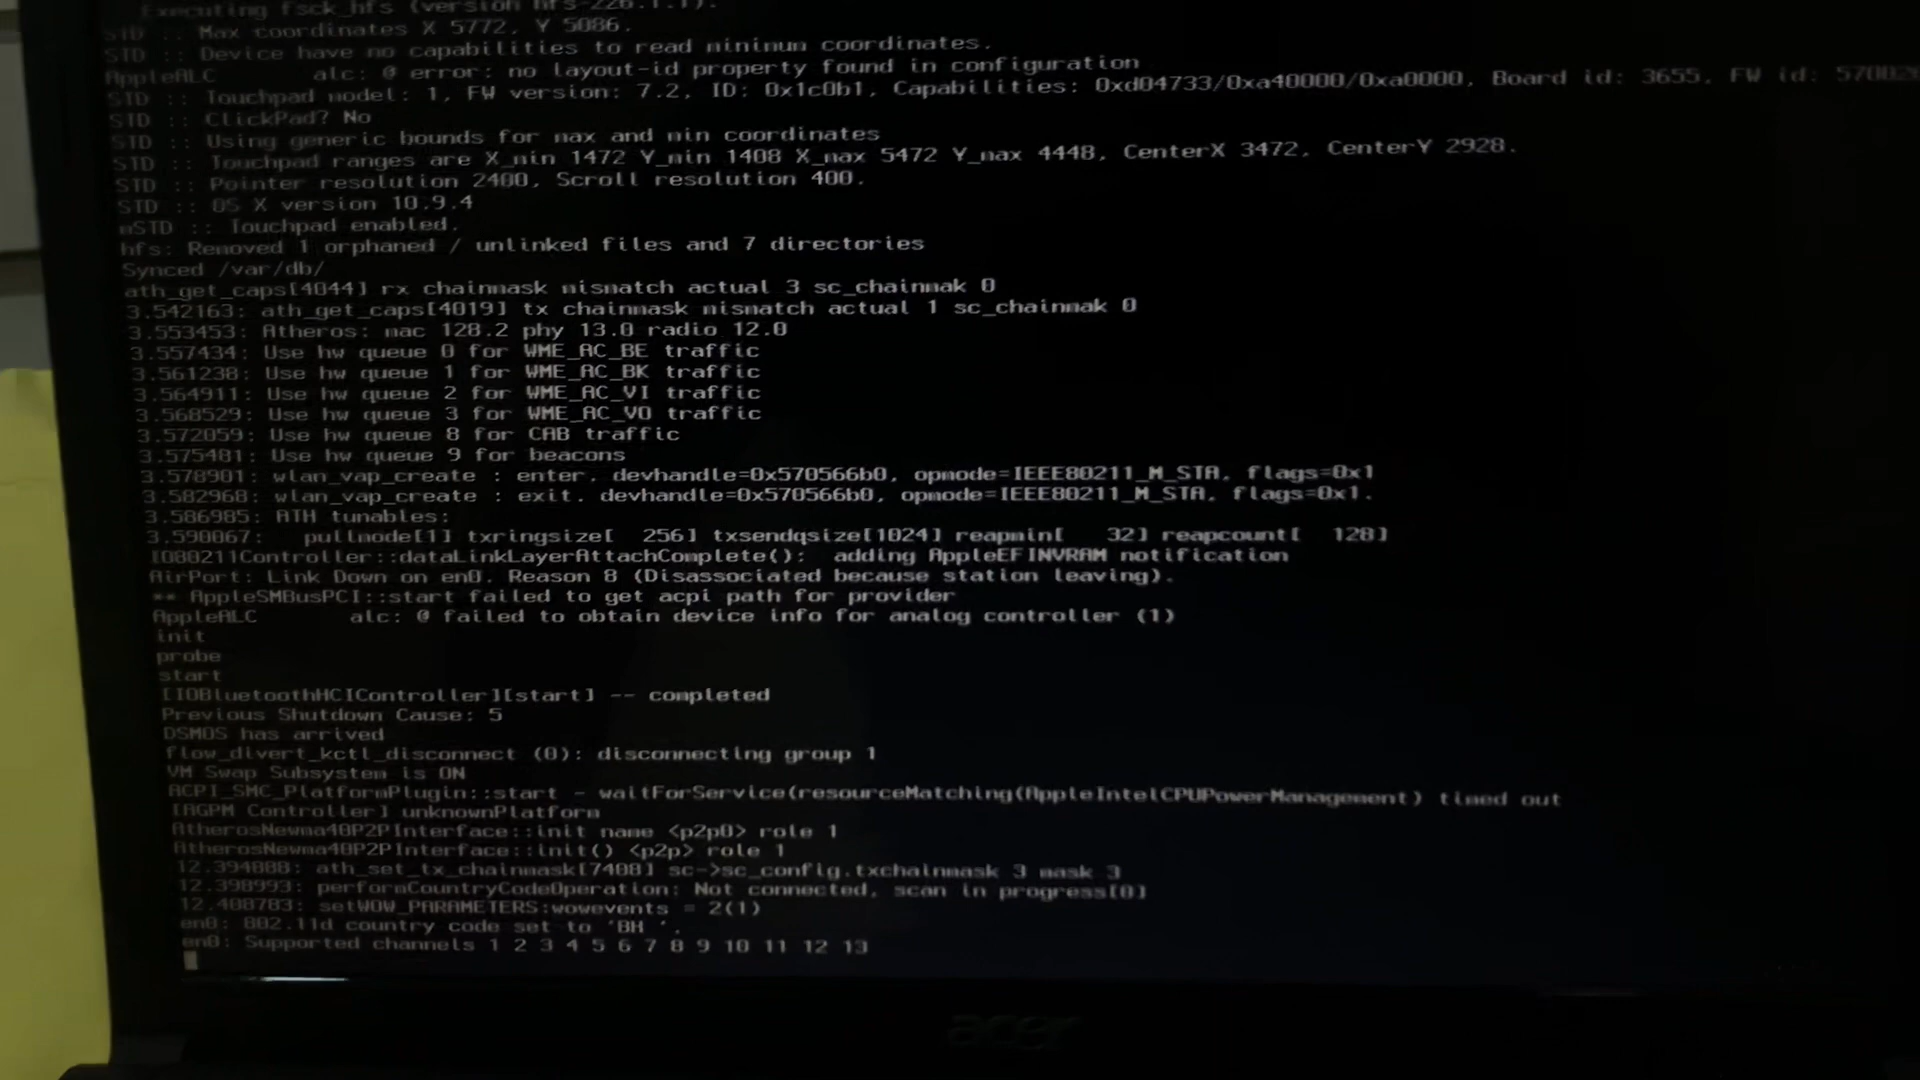 Executing fsck_hfs (version hfs-226.1.1).
STD :: Max coordinates X 5772, Y 5086.
STD :: Device have no capabilities to read minimum coordinates.
AppleALC alc: @ error: no layout-id property found in configuration
STD :: Touchpad model: 1, FW version: 7.2, ID: 0x1c0b1, Capabilities: 0xd04733/0xa40000/0xa0000, Board id: 3655, FW id:
STD :: ClickPad? No
STD :: Using generic bounds for max and min coordinates
STD :: Touchpad ranges are X_min 1472 Y_min 1408 X_max 5472 Y_max 4448, CenterX 3472, CenterY 2928.
STD :: Pointer resolution 2400, Scroll resolution 400.
STD :: OS X version 10.9.4
mSTD :: Touchpad enabled.
hfs: Removed 1 orphaned / unlinked files and 7 directories
Synced /var/db/
ath_get_caps[4044] rx chainmask mismatch actual 3 sc_chainmak 0
3.542163: ath_get_caps[4019] tx chainmask mismatch actual 1 sc_chainmak 0
3.553453: Atheros: mac 128.2 phy 13.0 radio 12.0
3.557434: Use hw queue 0 for WME_AC_BE traffic
3.561238: Use hw queue 1 for WME_AC_BK traffic
3.564911: Use hw queue 2 for WME_AC_VI traffic
3.568529: Use hw queue 3 for WME_AC_VO traffic
3.572059: Use hw queue 8 for CAB traffic
3.575481: Use hw queue 9 for beacons
3.578901: wlan_vap_create : enter. devhandle=0x570566b0, opmode=IEEE80211_M_STA, flags=0x1
3.582968: wlan_vap_create : exit. devhandle=0x570566b0, opmode=IEEE80211_M_STA, flags=0x1.
3.586985: ATH tunables:
3.590067: pullmode[1] txringsize[ 256] txsendqsize[1024] reapmin[ 32] reapcount[ 128]
IO80211Controller::dataLinkLayerAttachComplete(): adding AppleEFINVRAM notification
AirPort: Link Down on en0. Reason 8 (Disassociated because station leaving).
** AppleSMBusPCI::start failed to get acpi path for provider
AppleALC alc: @ failed to obtain device info for analog controller (1)
init
probe
start
[IOBluetoothHCIController][start] -- completed
Previous Shutdown Cause: 5
DSMOS has arrived
flow_divert_kctl_disconnect (0): disconnecting group 1
VM Swap Subsystem is ON
ACPI_SMC_PlatformPlugin::start - waitForService(resourceMatching(AppleIntelCPUPowerManagement) timed out
[AGPM Controller] unknownPlatform
AtherosNewma40P2PInterface::init name <p2p0> role 1
AtherosNewma40P2PInterface::init() <p2p> role 1
12.394888: ath_set_tx_chainmask[7408] sc->sc_config.txchainmask 3 mask 3
12.398993: performCountryCodeOperation: Not connected, scan in progress[0]
12.408783: setWOW_PARAMETERS:wowevents = 2(1)
en0: 802.11d country code set to 'BH '.
en0: Supported channels 1 2 3 4 5 6 7 8 9 10 11 12 13
acer